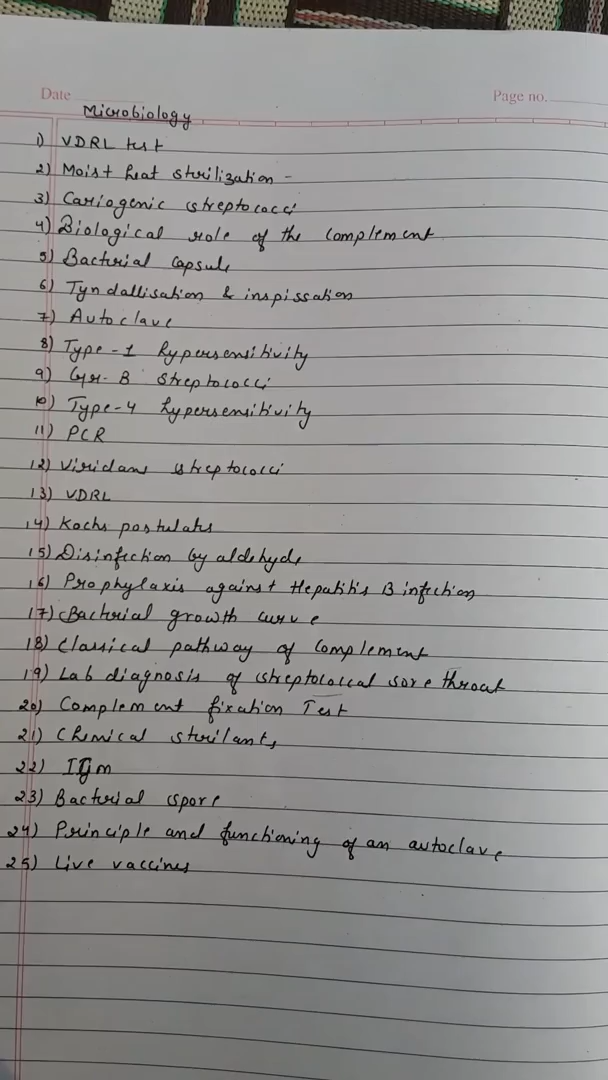 Date
Page no.
Microbiology
1) VDRL test
2) Moist heat sterilization -
3) Cariogenic streptococci
4) Biological role of the complement
5) Bacterial capsule
6) Tyndallisation & inspissation
7) Autoclave
8) Type-1 hypersensitivity
9) Gr-B streptococci
10) Type-4 hypersensitivity
11) PCR
12) Viridans streptococci
13) VDRL
14) Kochs postulates
15) Disinfection by aldehyde
16) Prophylaxis against Hepatitis B infection
17) Bacterial growth curve
18) Classical pathway of complement
19) Lab diagnosis of streptococcal sore throat
20) Complement fixation Test
21) Chemical sterilants
22) IgM
23) Bacterial spore
24) Principle and functioning of an autoclave
25) Live vaccines